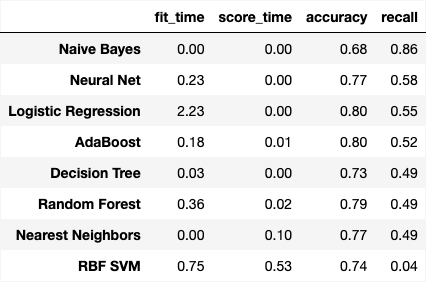 fit_time score_time accuracy recall
Naive Bayes 0.00 0.00 0.68 0.86
Neural Net 0.23 0.00 0.77 0.58
Logistic Regression 2.23 0.00 0.80 0.55
AdaBoost 0.18 0.01 0.80 0.52
Decision Tree 0.03 0.00 0.73 0.49
Random Forest 0.36 0.02 0.79 0.49
Nearest Neighbors 0.00 0.10 0.77 0.49
RBF SVM 0.75 0.53 0.74 0.04